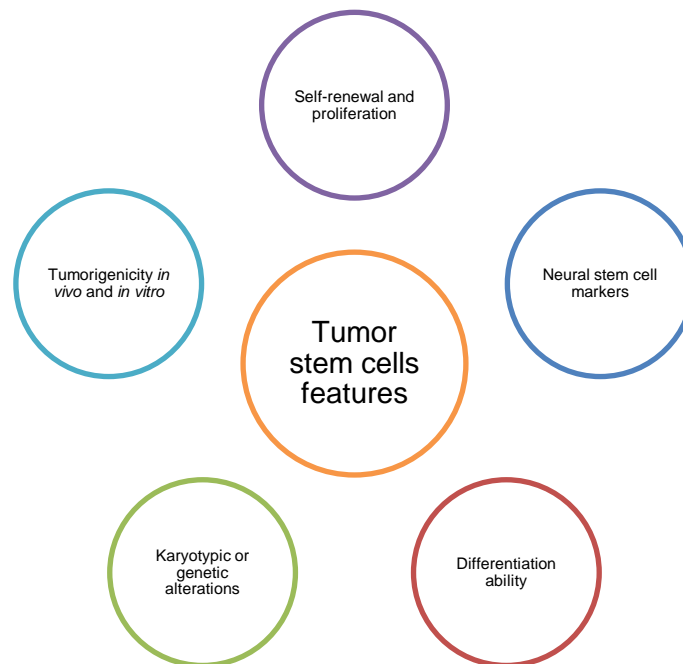 Self-renewal and
proliferation
Tumorigenicity in
vivo and in vitro
Neural stem cell
markers
Tumor
stem cells
features
Karyotypic or
genetic
alterations
Differentiation
ability